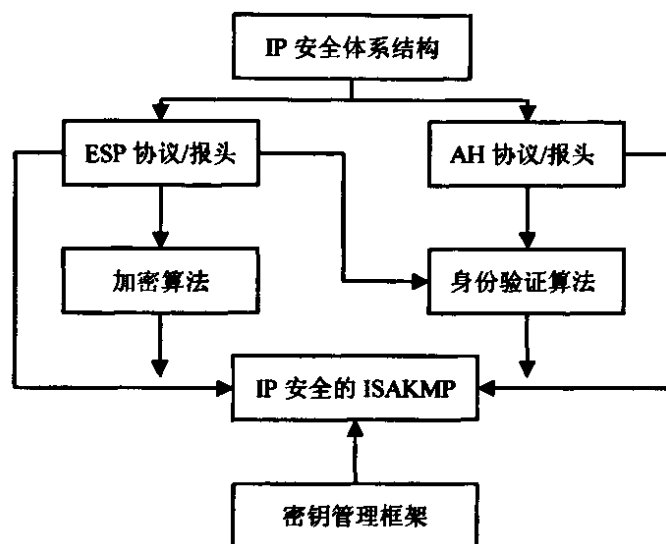 IP 安全体系结构
ESP 协议/报头
AH 协议/报头
加密算法
身份验证算法
IP 安全的 ISAKMP
密钥管理框架